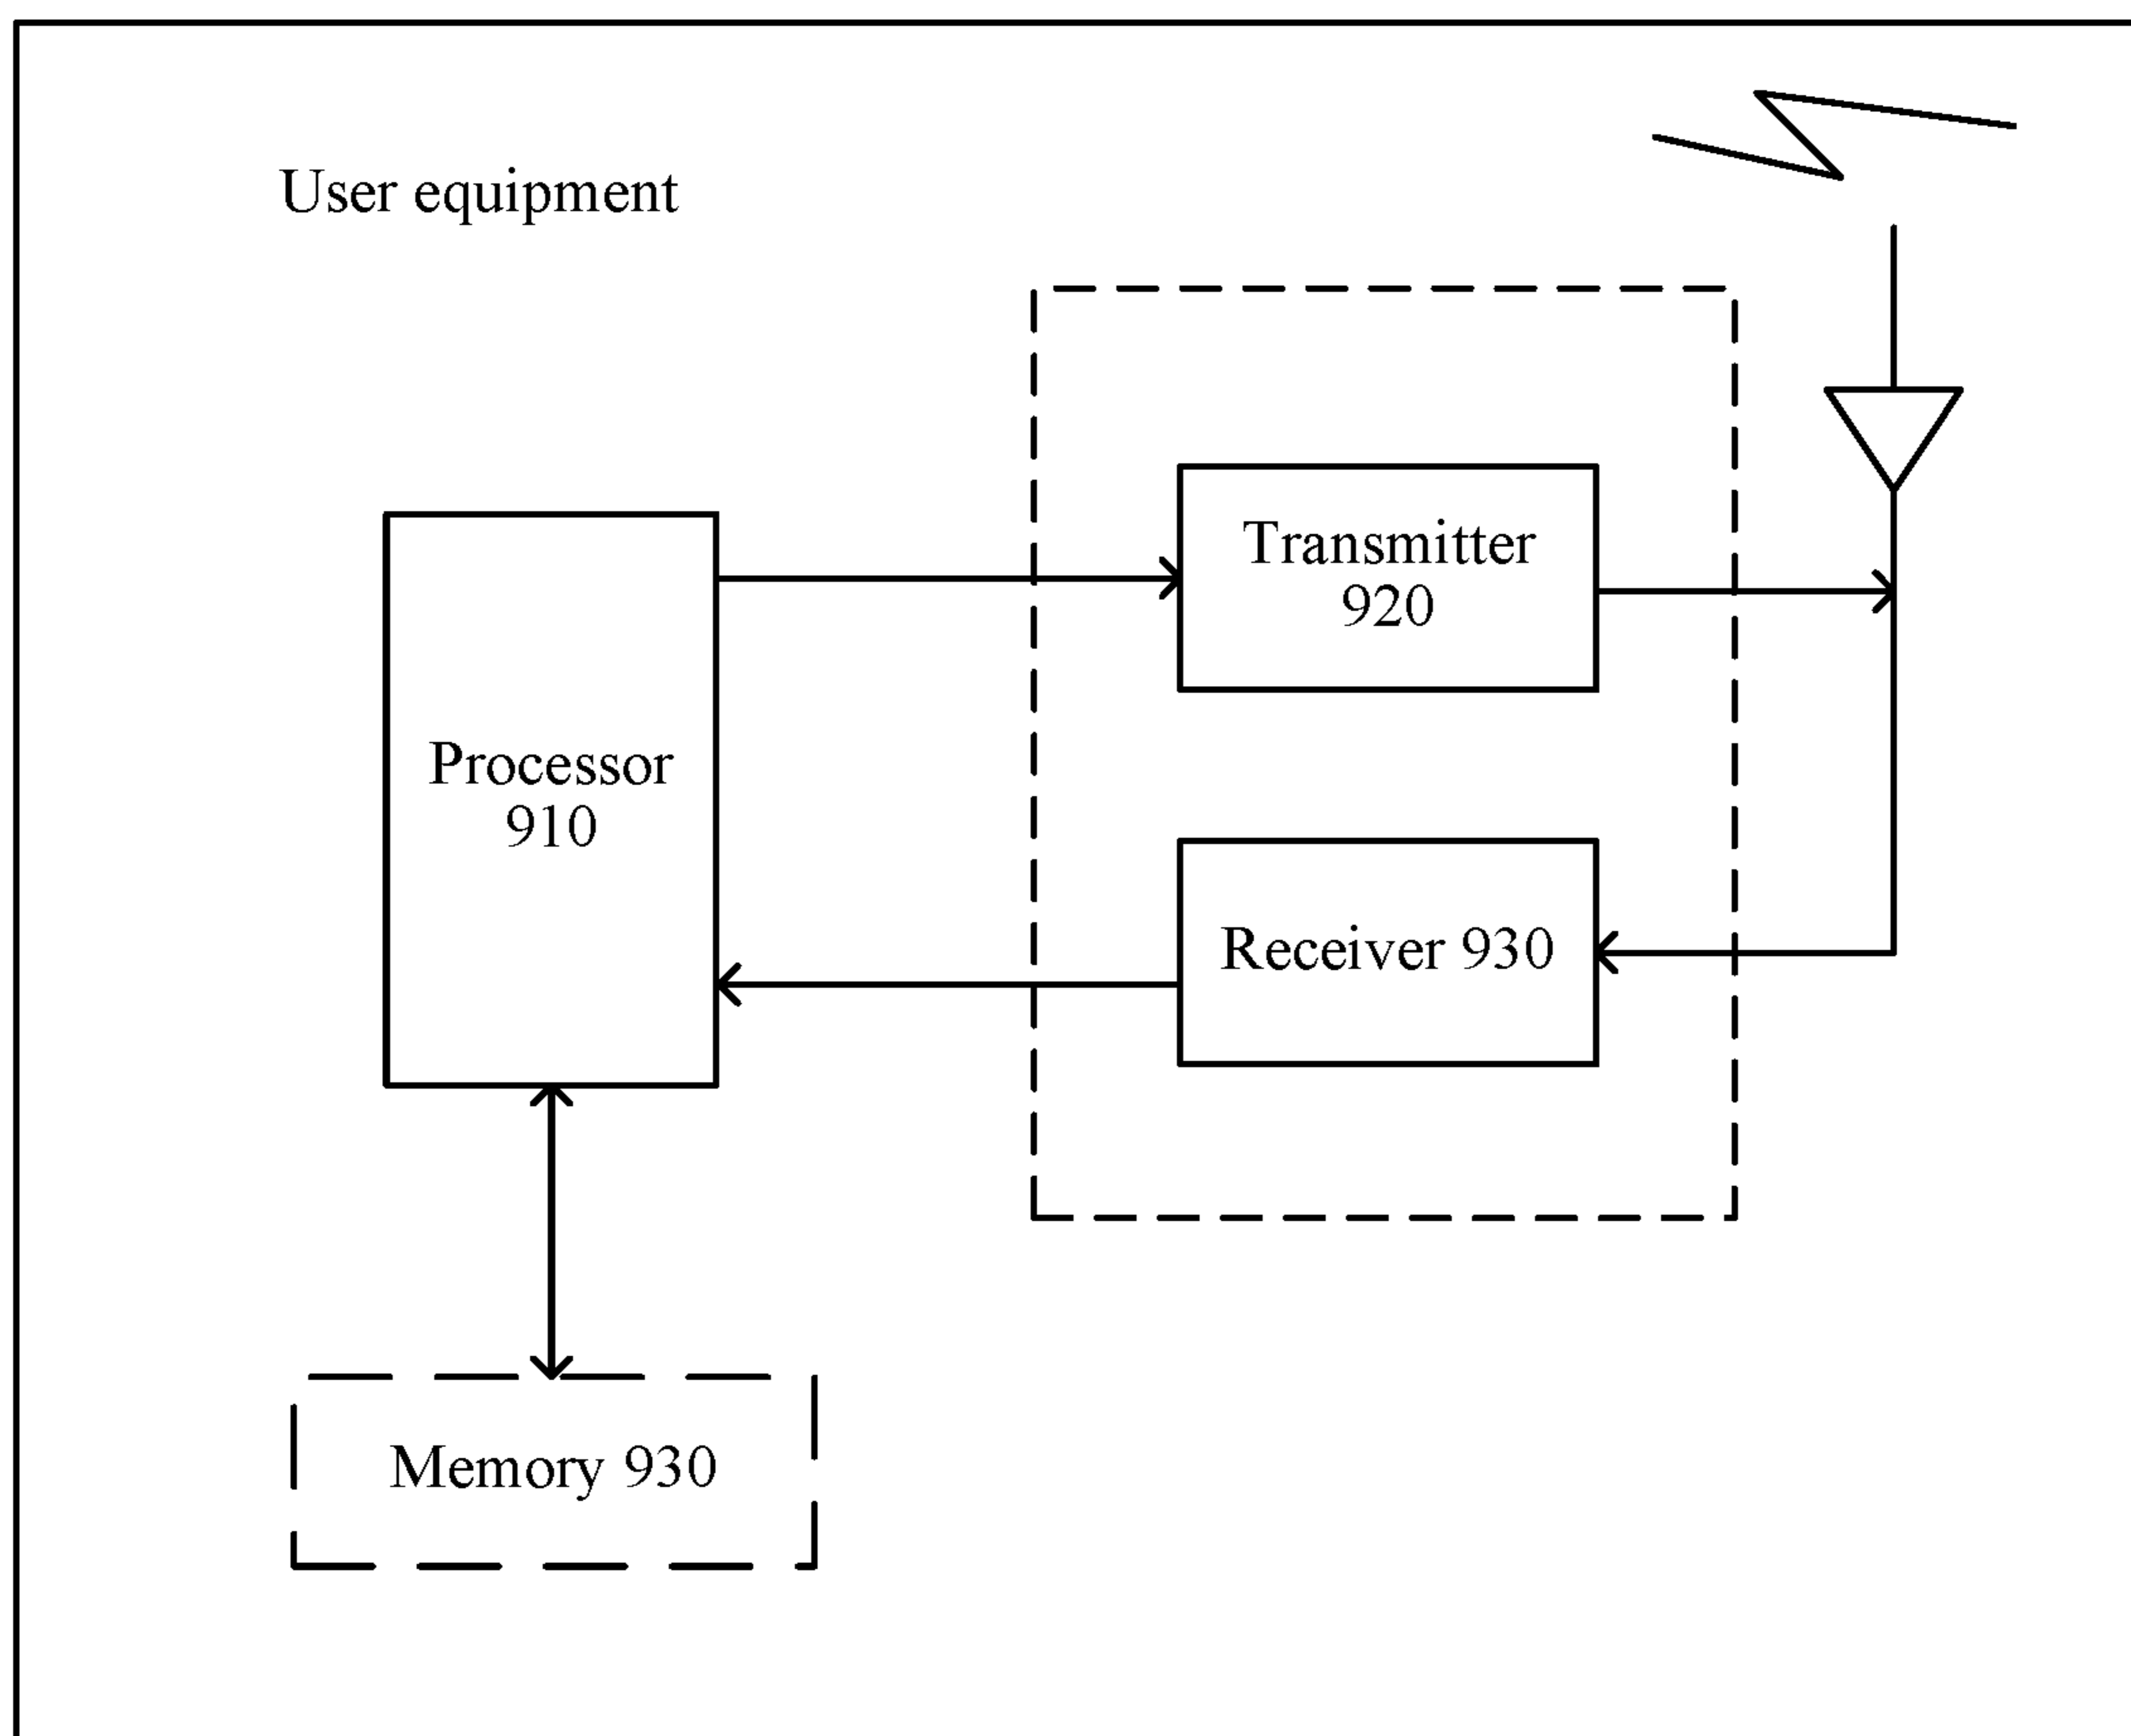 User equipment
Transmitter
920
Processor
910
Receiver 930
Memory 930